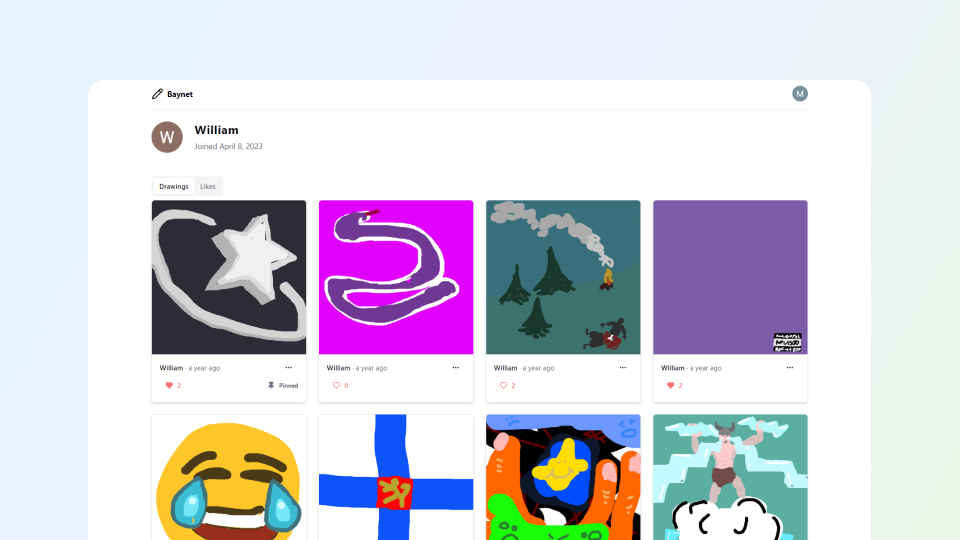 Baynet
M
W
William
Joined April 8, 2023
Drawings
Likes
William · a year ago
2
Pinned
William · a year ago
0
William · a year ago
2
William · a year ago
2